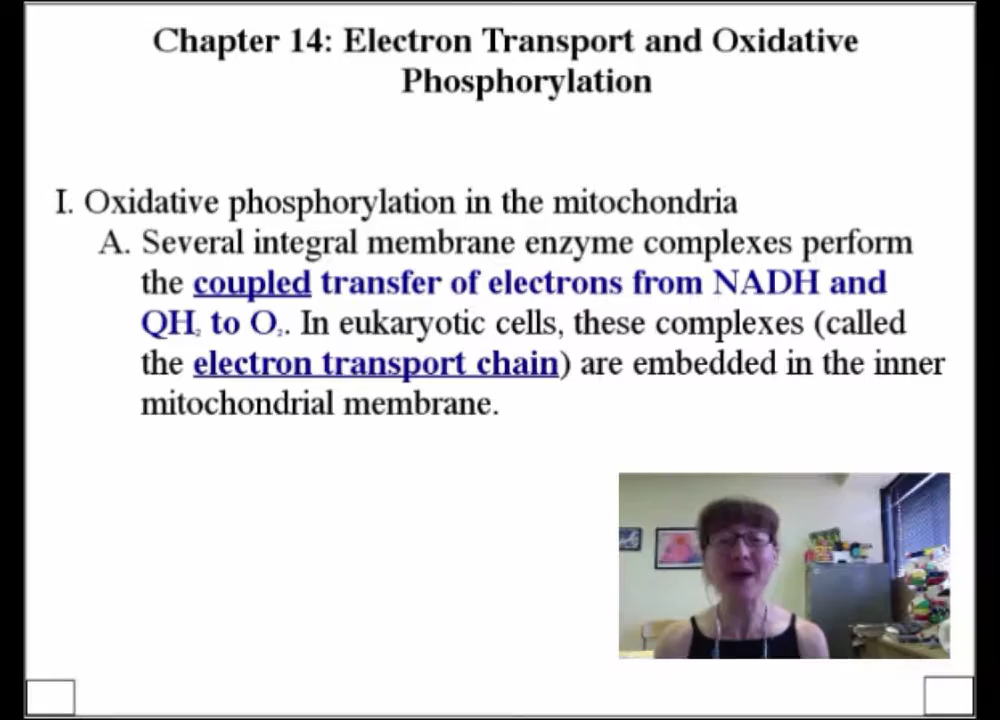 Chapter 14: Electron Transport and Oxidative
Phosphorylation
I. Oxidative phosphorylation in the mitochondria
A. Several integral membrane enzyme complexes perform
the coupled transfer of electrons from NADH and
QH₂ to O₂. In eukaryotic cells, these complexes (called
the electron transport chain) are embedded in the inner
mitochondrial membrane.